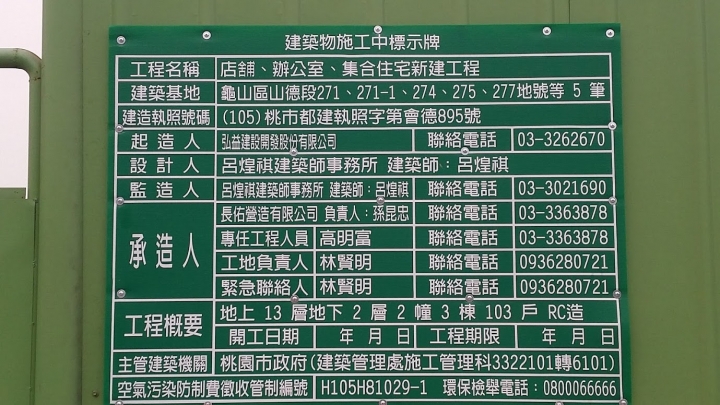 建築物施工中標示牌
工程名稱 店舖、辦公室、集合住宅新建工程
建築基地 龜山區山德段271、271-1、274、275、277地號等 5 筆
建造執照號碼 (105)桃市都建執照字第會德895號
起造人 弘益建設開發股份有限公司 聯絡電話 03-3262670
設計人 呂煌祺建築師事務所 建築師：呂煌祺
監造人 呂煌祺建築師事務所 建築師：呂煌祺 聯絡電話 03-3021690
承造人 長佑營造有限公司 負責人：孫昆忠 聯絡電話 03-3363878
專任工程人員 高明富 聯絡電話 03-3363878
工地負責人 林賢明 聯絡電話 0936280721
緊急聯絡人 林賢明 聯絡電話 0936280721
工程概要 地上 13 層地下 2 層 2 幢 3 棟 103 戶 RC造
開工日期 年 月 日 工程期限 年 月 日
主管建築機關 桃園市政府(建築管理處施工管理科3322101轉6101)
空氣污染防制費徵收管制編號 H105H81029-1 環保檢舉電話：0800066666